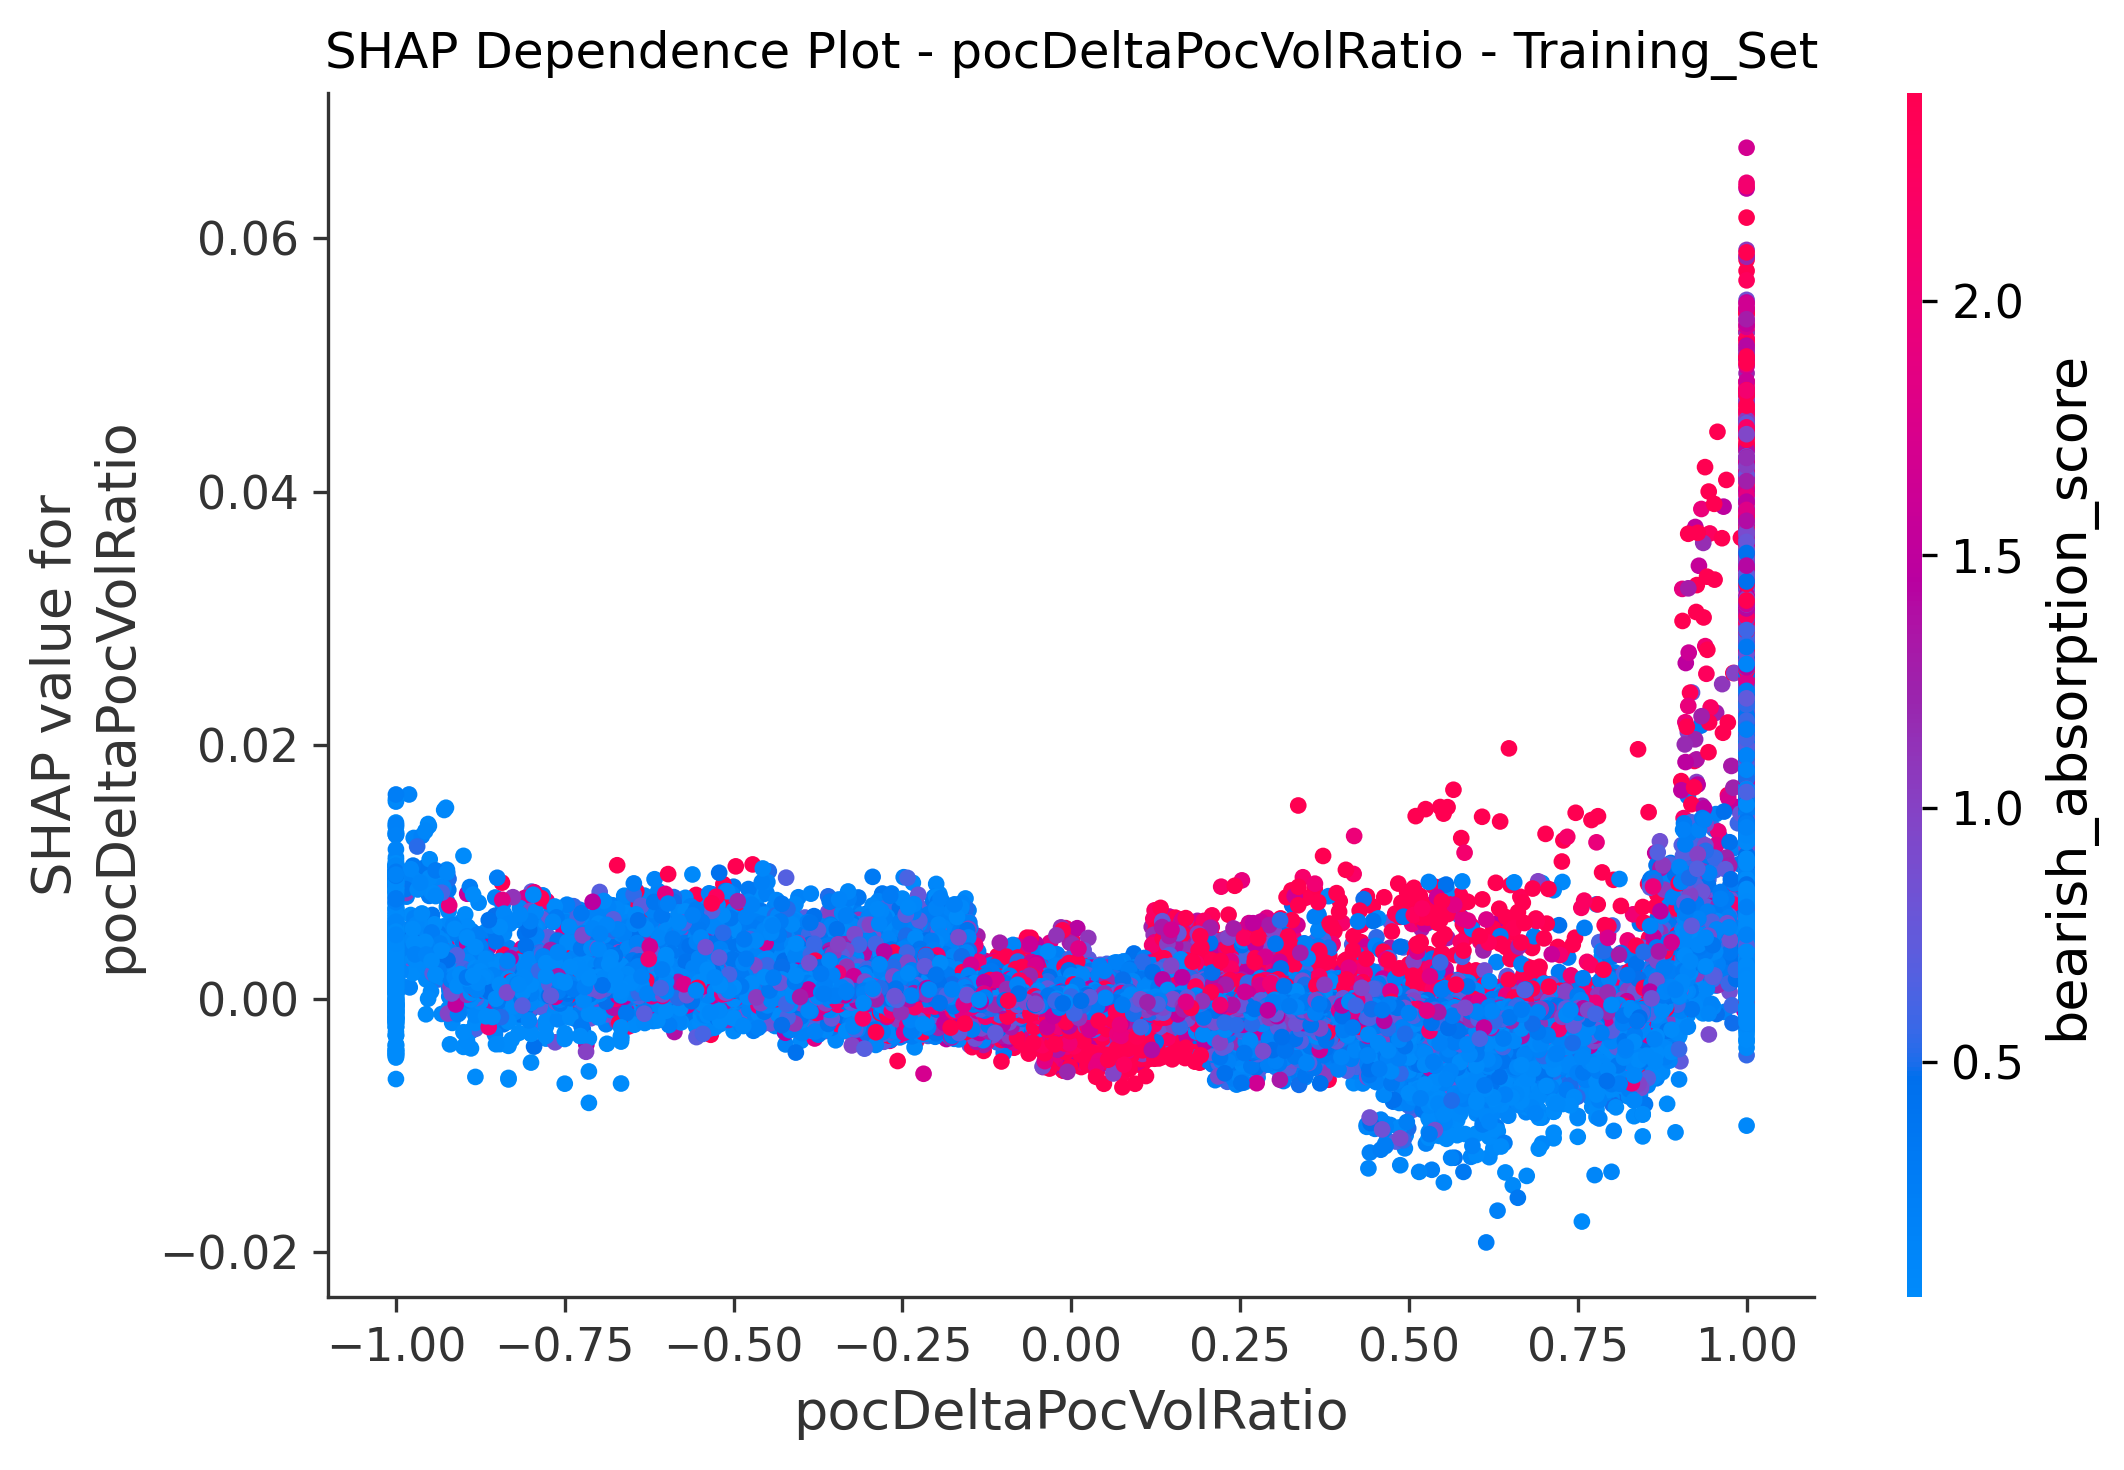 SHAP Dependence Plot - pocDeltaPocVolRatio - Training_Set
SHAP value for
pocDeltaPocVolRatio
0.06
0.04
0.02
0.00
−0.02
−1.00 −0.75 −0.50 −0.25 0.00 0.25 0.50 0.75 1.00
pocDeltaPocVolRatio
2.0
1.5
1.0
0.5
bearish_absorption_score